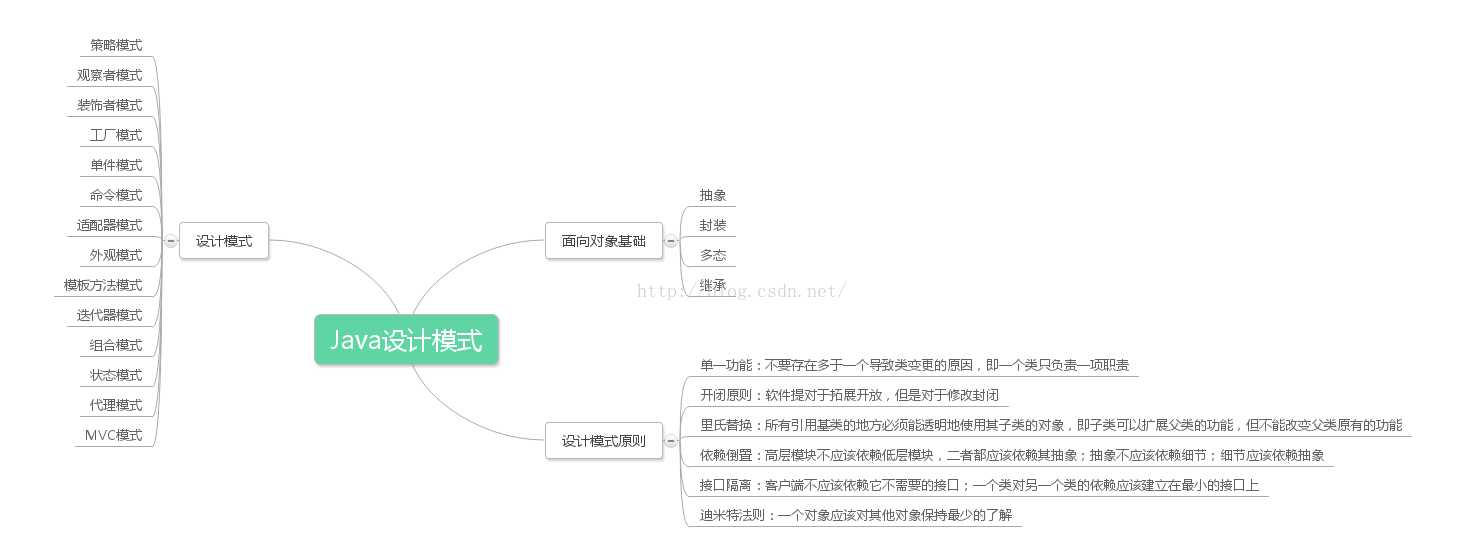 策略模式
观察者模式
装饰者模式
工厂模式
单件模式
命令模式
适配器模式
外观模式
模板方法模式
迭代器模式
组合模式
状态模式
代理模式
MVC模式
设计模式
Java设计模式
面向对象基础
抽象
封装
多态
继承
http://blog.csdn.net/
设计模式原则
单一功能：不要存在多于一个导致类变更的原因，即一个类只负责一项职责
开闭原则：软件提对于拓展开放，但是对于修改封闭
里氏替换：所有引用基类的地方必须能透明地使用其子类的对象，即子类可以扩展父类的功能，但不能改变父类原有的功能
依赖倒置：高层模块不应该依赖低层模块，二者都应该依赖其抽象；抽象不应该依赖细节；细节应该依赖抽象
接口隔离：客户端不应该依赖它不需要的接口；一个类对另一个类的依赖应该建立在最小的接口上
迪米特法则：一个对象应该对其他对象保持最少的了解